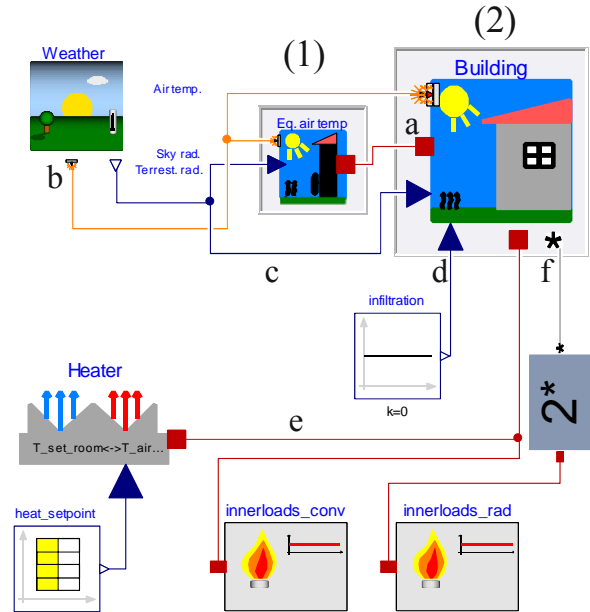 (2)
(1)
Weather
Building
Air temp.
Eq. air temp
a
Sky rad.
Terrest. rad.
b
c
d
f
infiltration
k=0
Heater
2*
e
T_set_room<->T_air...
heat_setpoint
innerloads_conv
innerloads_rad